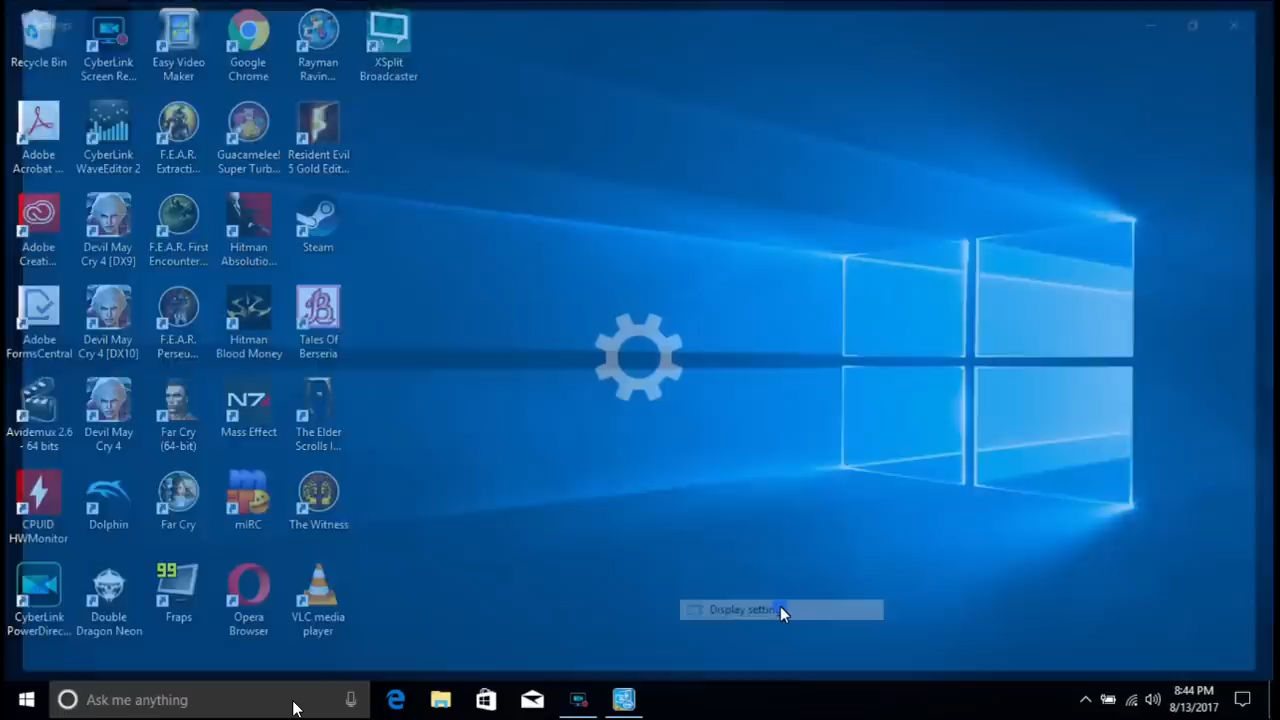 Recycle Bin
CyberLink
Screen Re...
Easy Video
Maker
Google
Chrome
Rayman
Ravin...
XSplit
Broadcaster
Adobe
Acrobat ...
CyberLink
WaveEditor 2
F.E.A.R.
Extracti...
Guacamelee!
Super Turb...
Resident Evil
5 Gold Edit...
Adobe
Creati...
Devil May
Cry 4 [DX9]
F.E.A.R. First
Encounter...
Hitman
Absolutio...
Steam
Adobe
FormsCentral
Devil May
Cry 4 [DX10]
F.E.A.R.
Perseu...
Hitman
Blood Money
Tales Of
Berseria
Avidemux 2.6
- 64 bits
Devil May
Cry 4
Far Cry
(64-bit)
N7
Mass Effect
The Elder
Scrolls I...
CPUID
HWMonitor
Dolphin
Far Cry
mIRC
The Witness
CyberLink
PowerDirec...
Double
Dragon Neon
99
Fraps
Opera
Browser
VLC media
player
Display settings
Ask me anything
8:44 PM
8/13/2017